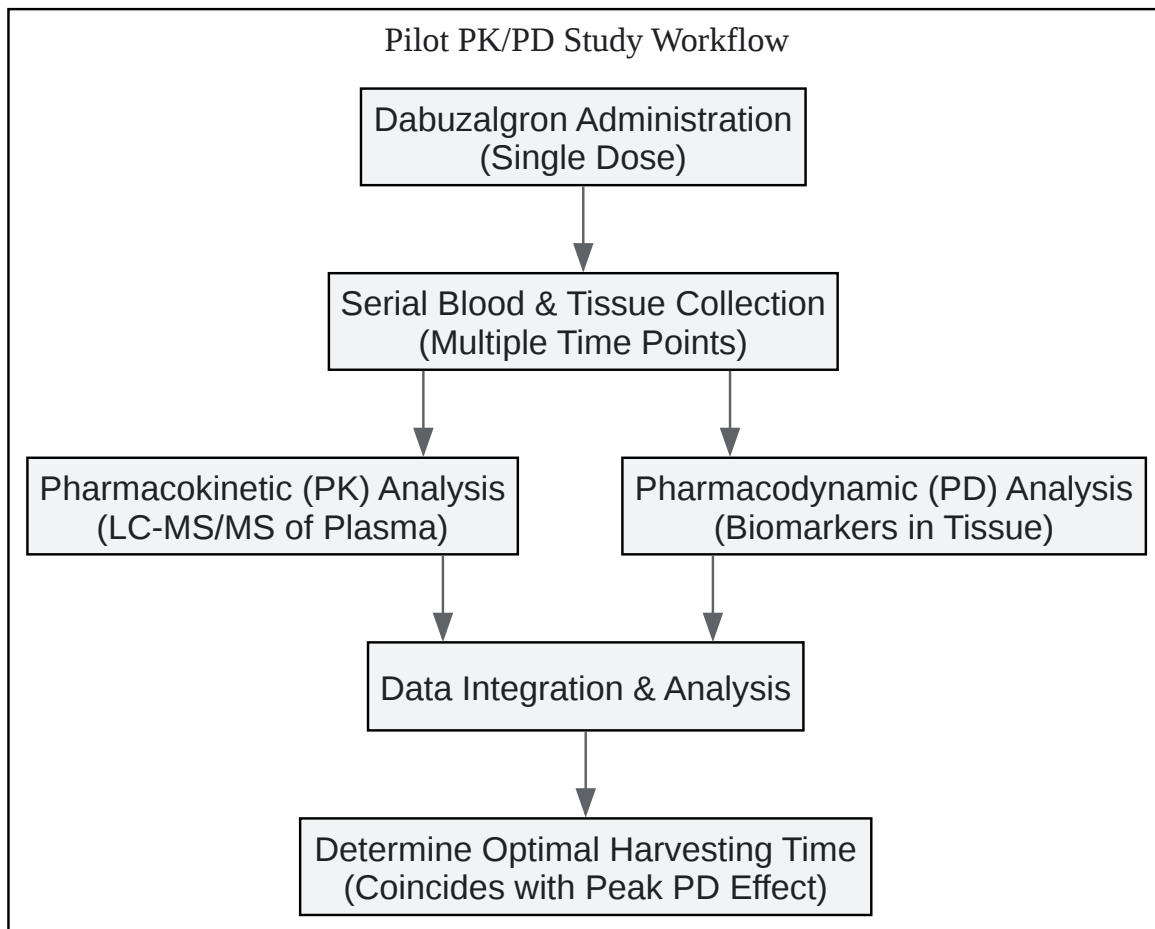 Pilot PK/PD Study Workflow
Dabuzalgron Administration
(Single Dose)
Serial Blood & Tissue Collection
(Multiple Time Points)
Pharmacokinetic (PK) Analysis
(LC-MS/MS of Plasma)
Pharmacodynamic (PD) Analysis
(Biomarkers in Tissue)
Data Integration & Analysis
Determine Optimal Harvesting Time
(Coincides with Peak PD Effect)